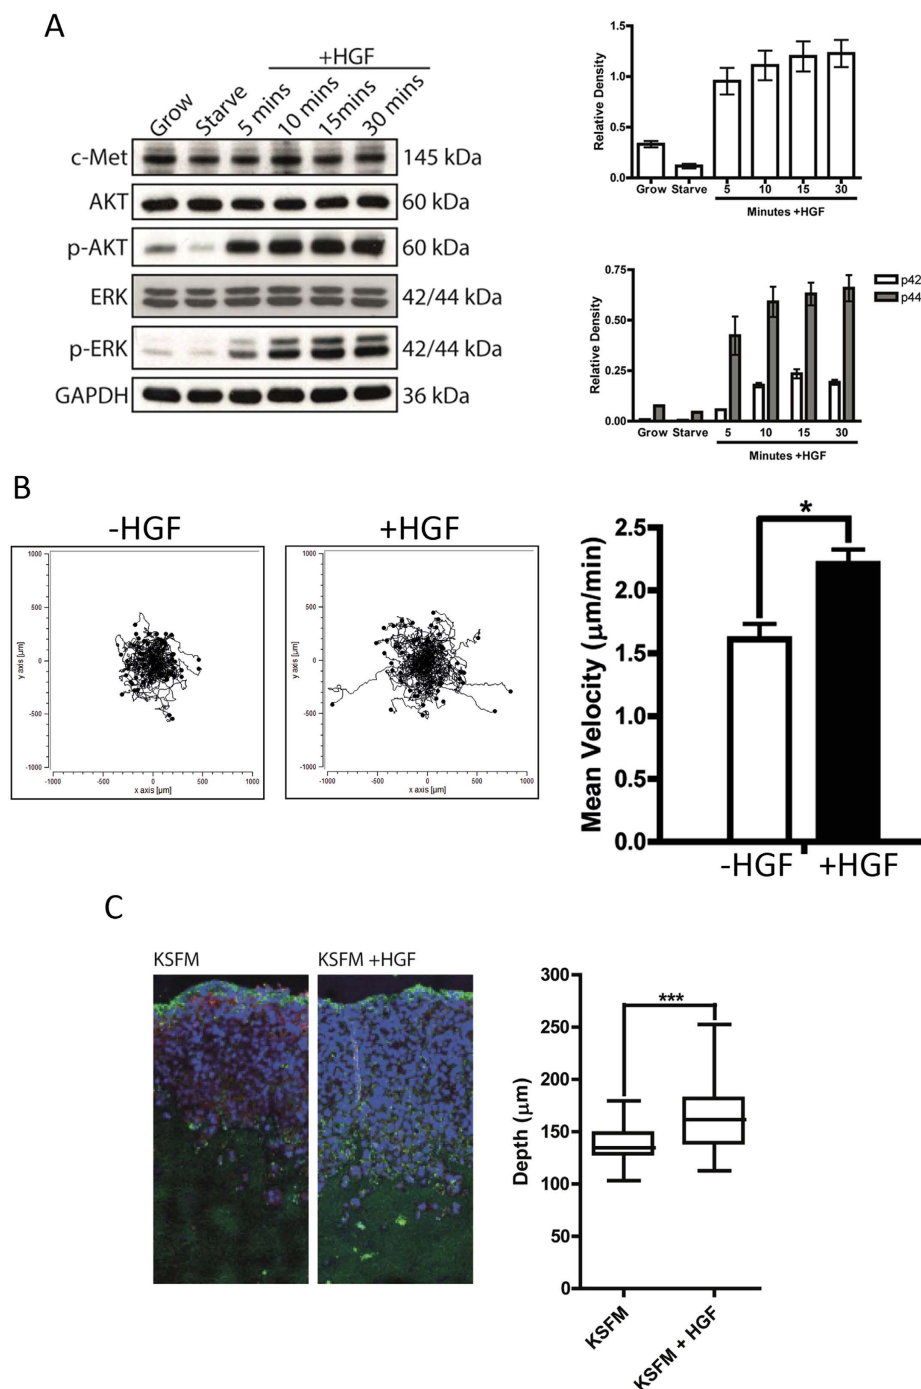 A
+HGF
Grow Starve 5 mins 10 mins 15mins 30 mins
c-Met 145 kDa
AKT 60 kDa
p-AKT 60 kDa
ERK 42/44 kDa
p-ERK 42/44 kDa
GAPDH 36 kDa
Relative Density
1.5
1.0
0.5
0.0
Grow Starve 5 10 15 30
Minutes +HGF
Relative Density
0.75
0.50
0.25
0.00
p42
p44
Grow Starve 5 10 15 30
Minutes +HGF
B
-HGF
y axis [µm]
1000
500
0
-500
-1000
-1000 -500 0 500 1000
x axis [µm]
+HGF
y axis [µm]
1000
500
0
-500
-1000
-1000 -500 0 500 1000
x axis [µm]
Mean Velocity (µm/min)
2.5
2.0
1.5
1.0
0.5
0.0
*
-HGF +HGF
C
KSFM
KSFM +HGF
Depth (µm)
300
250
200
150
100
50
0
***
KSFM
KSFM + HGF